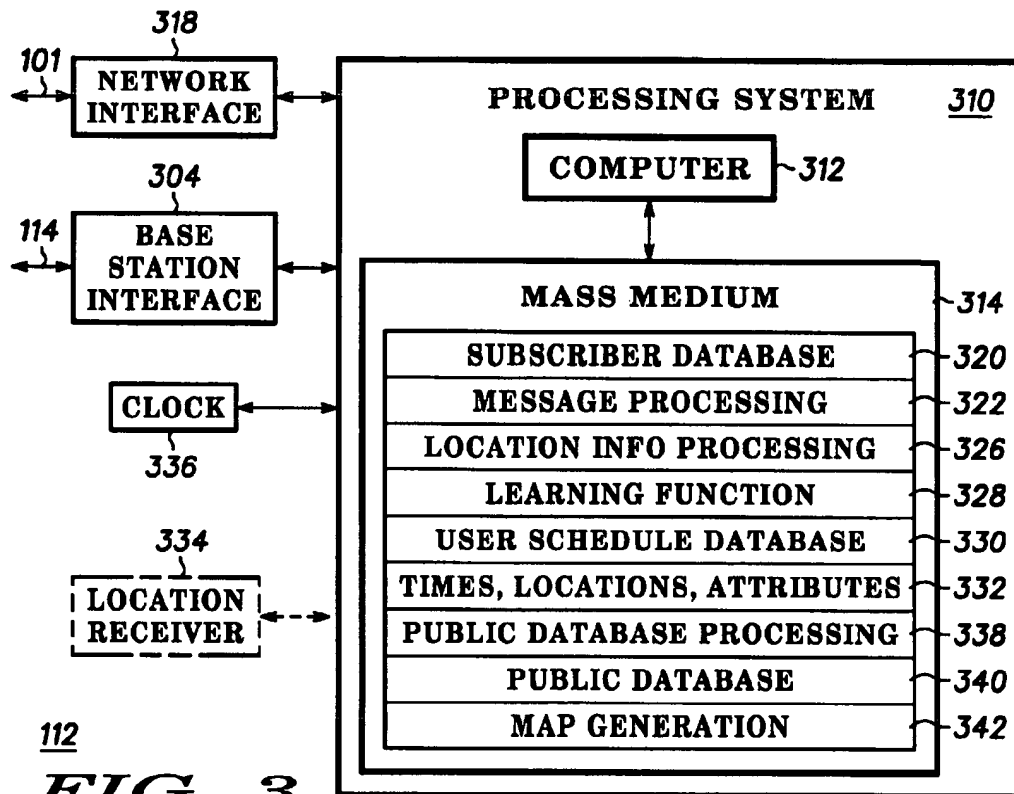 318
101
NETWORK
INTERFACE
304
114
BASE
STATION
INTERFACE
CLOCK
336
334
LOCATION
RECEIVER
112
FIG. 3
PROCESSING SYSTEM 310
COMPUTER 312
MASS MEDIUM 314
SUBSCRIBER DATABASE 320
MESSAGE PROCESSING 322
LOCATION INFO PROCESSING 326
LEARNING FUNCTION 328
USER SCHEDULE DATABASE 330
TIMES, LOCATIONS, ATTRIBUTES 332
PUBLIC DATABASE PROCESSING 338
PUBLIC DATABASE 340
MAP GENERATION 342